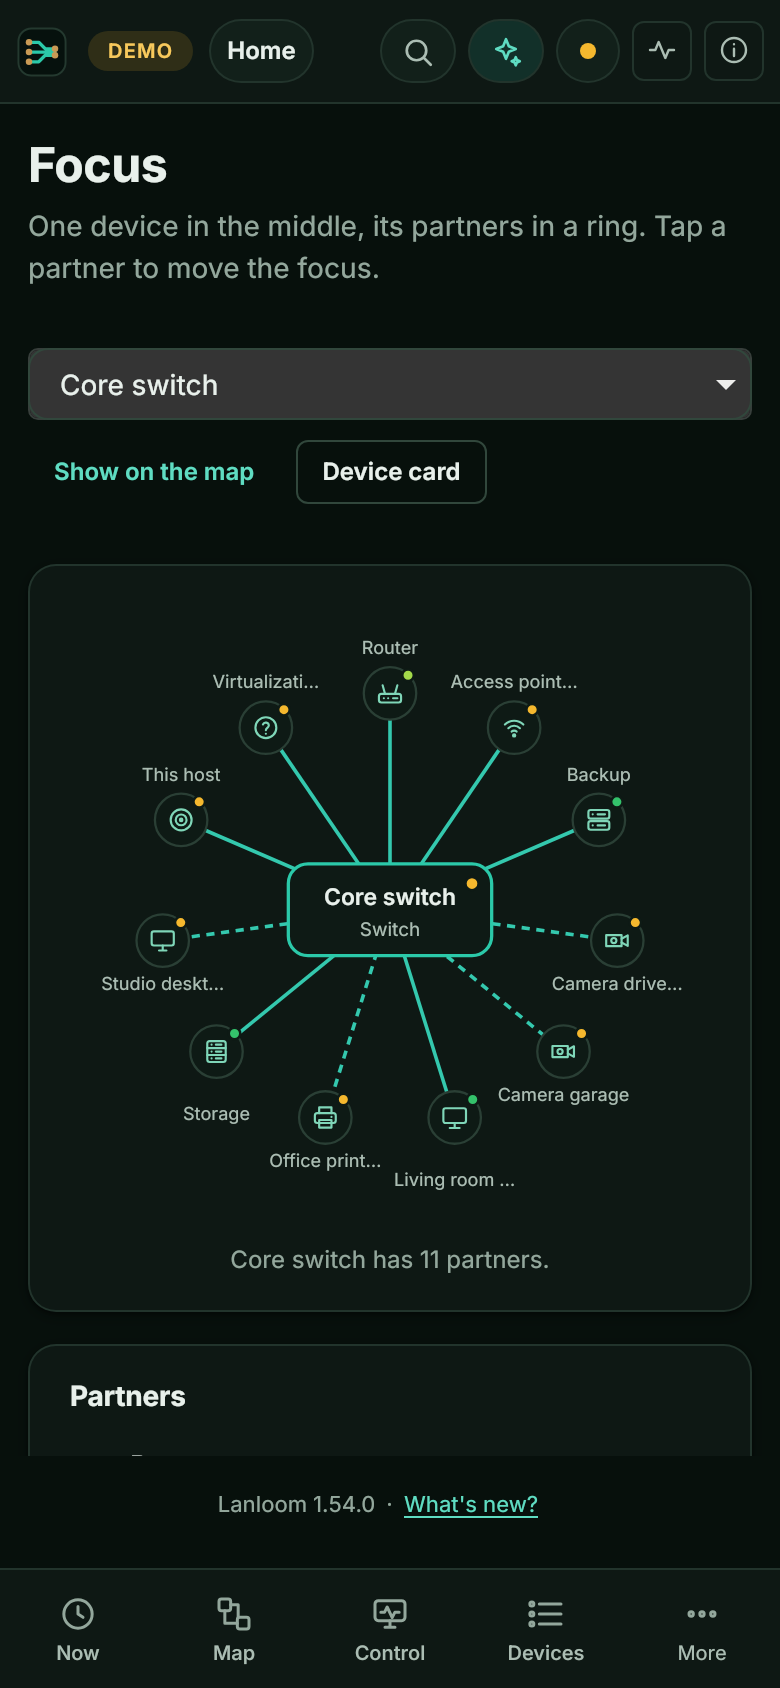 DEMO
Home
Focus
One device in the middle, its partners in a ring. Tap a
partner to move the focus.
Core switch
Show on the map
Device card
Router
Virtualizati...
Access point...
This host
Backup
Core switch
Switch
Studio deskt...
Camera drive...
Camera garage
Storage
Office print...
Living room ...
Core switch has 11 partners.
Partners
Lanloom 1.54.0 · What's new?
Now
Map
Control
Devices
More